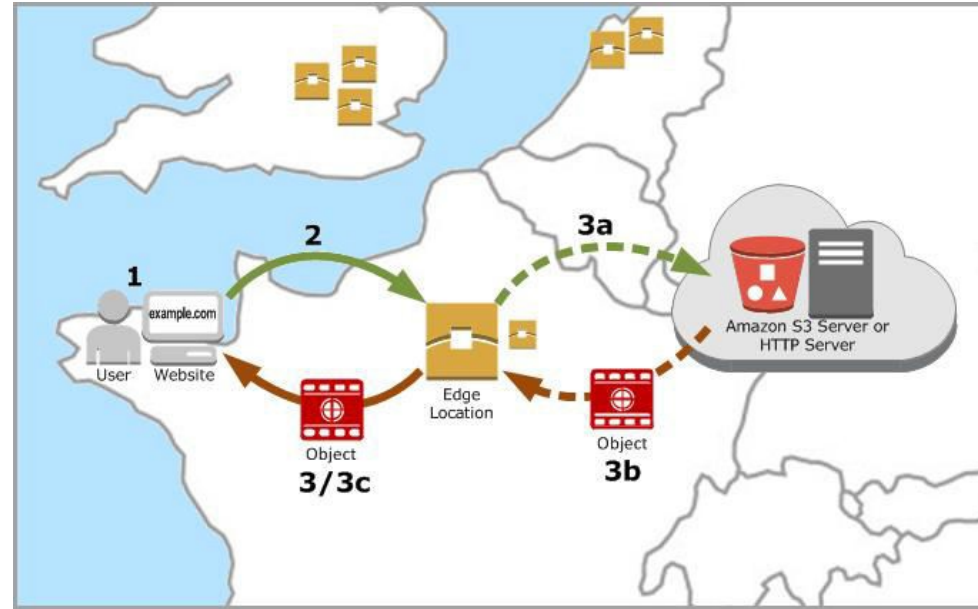 2
3a
1
example.com
User
Website
Edge
Location
Amazon S3 Server or
HTTP Server
Object
3/3c
Object
3b